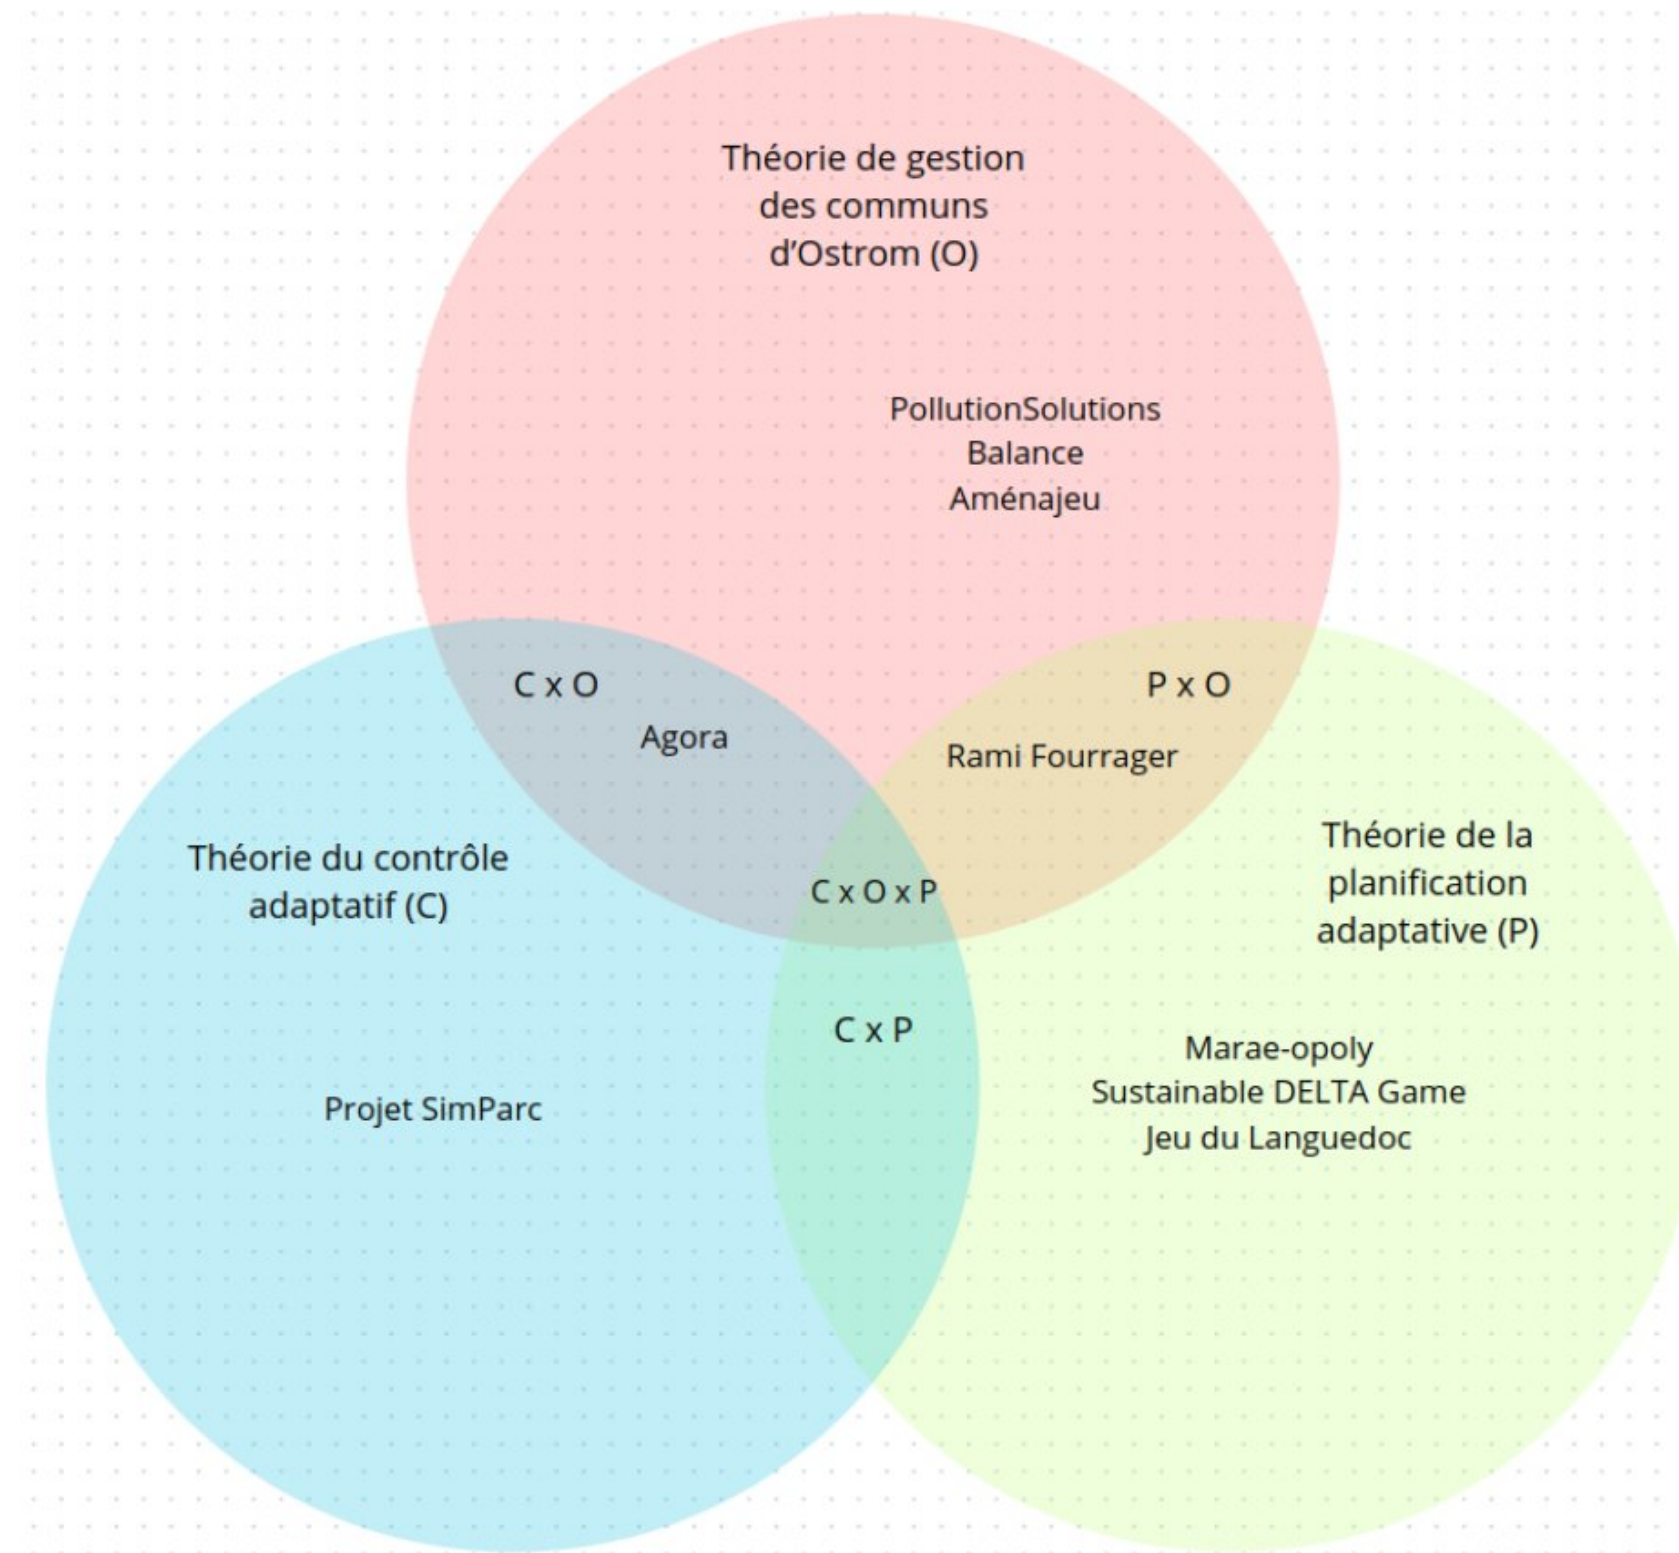 Théorie de gestion
des communs
d’Ostrom (O)
PollutionSolutions
Balance
Aménajeu
C x O
Agora
P x O
Rami Fourrager
Théorie du contrôle
adaptatif (C)
C x O x P
Théorie de la
planification
adaptative (P)
C x P
Projet SimParc
Marae-opoly
Sustainable DELTA Game
Jeu du Languedoc